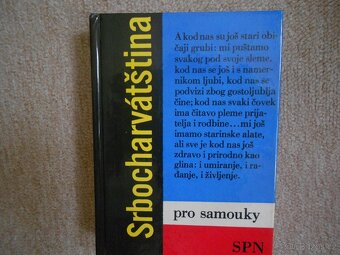 Srbocharvátština
A kod nas su još stari obi-
čaji grubi: mi puštamo
svakog pod svoje sleme.
kod nas se još i s namer-
nikom ljubi, kod nas se
podvizi zbog gostoljublja
čine; kod nas svaki čovek
ima čitavo pleme prija-
telja i rodbine...mi još
imamo starinske alate,
ali sve je kod nas još
zdravo i prirodno kao
glina: i umiranje, i ra-
đanje, i življenje.
pro samouky
SPN